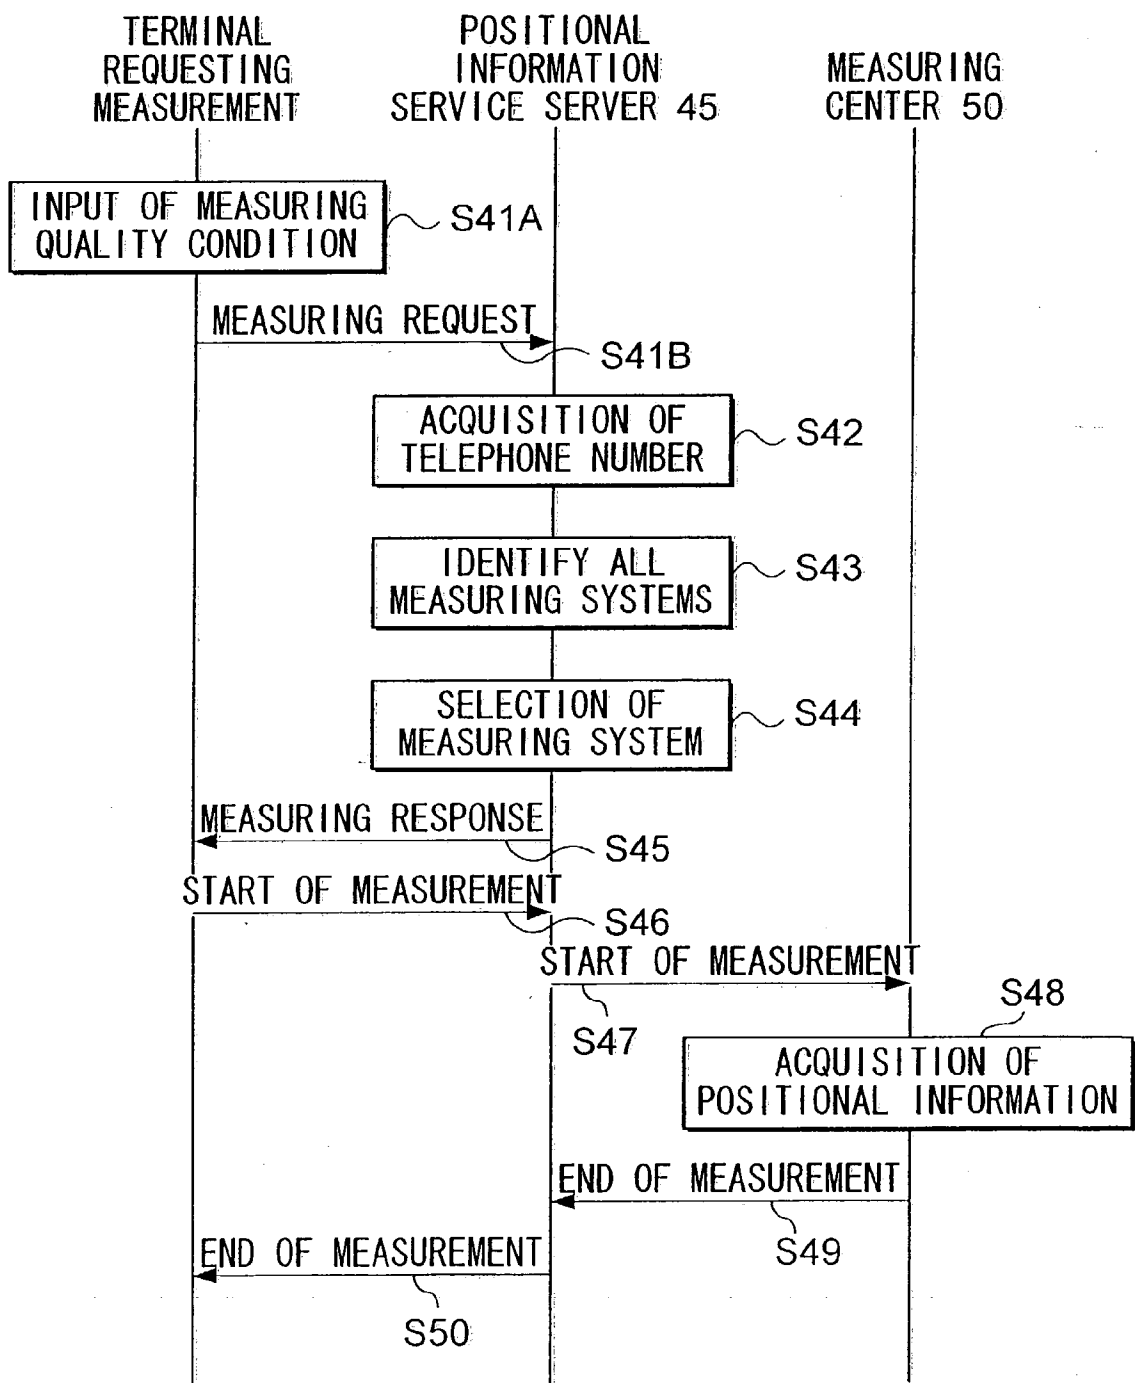 TERMINAL
REQUESTING
MEASUREMENT
POSITIONAL
INFORMATION
SERVICE SERVER 45
MEASURING
CENTER 50
INPUT OF MEASURING
QUALITY CONDITION
S41A
MEASURING REQUEST
S41B
ACQUISITION OF
TELEPHONE NUMBER
S42
IDENTIFY ALL
MEASURING SYSTEMS
S43
SELECTION OF
MEASURING SYSTEM
S44
MEASURING RESPONSE
S45
START OF MEASUREMENT
S46
START OF MEASUREMENT
S47
S48
ACQUISITION OF
POSITIONAL INFORMATION
END OF MEASUREMENT
S49
END OF MEASUREMENT
S50